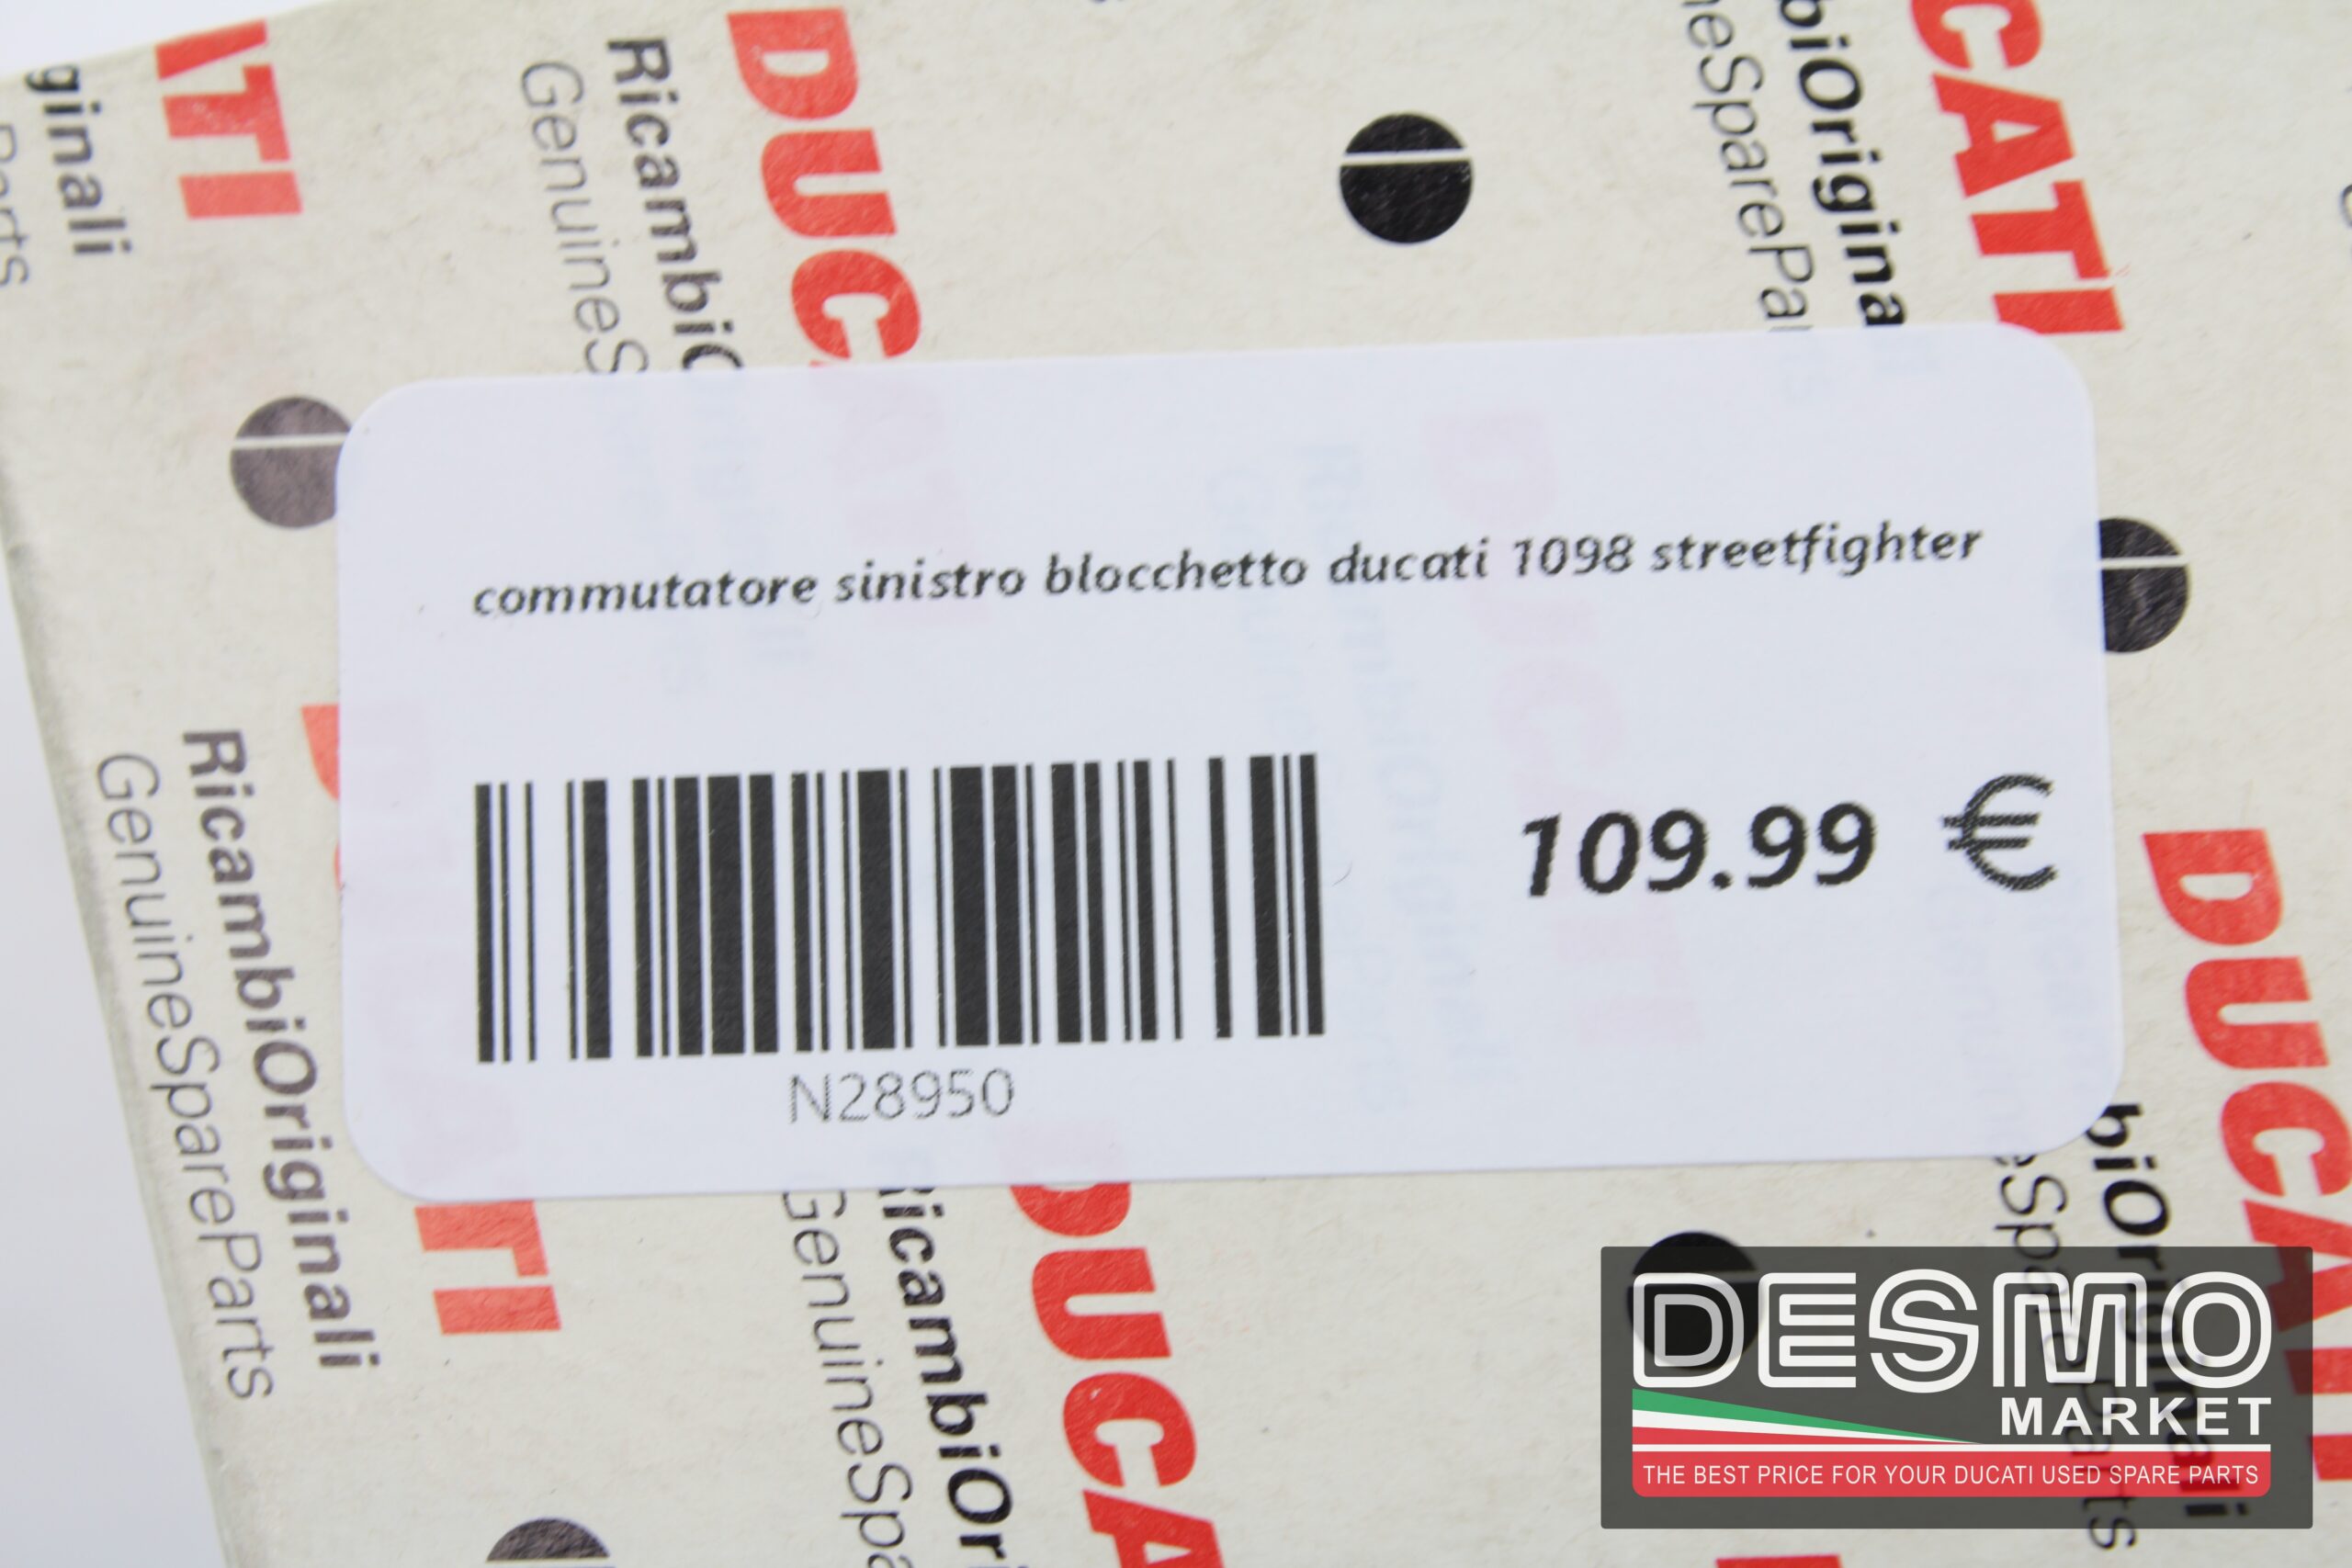 commutatore sinistro blocchetto ducati 1098 streetfighter
109.99 €
N28950
DUCATI
RicambiOriginali
GenuineSpareParts
DESMO
MARKET
THE BEST PRICE FOR YOUR DUCATI USED SPARE PARTS